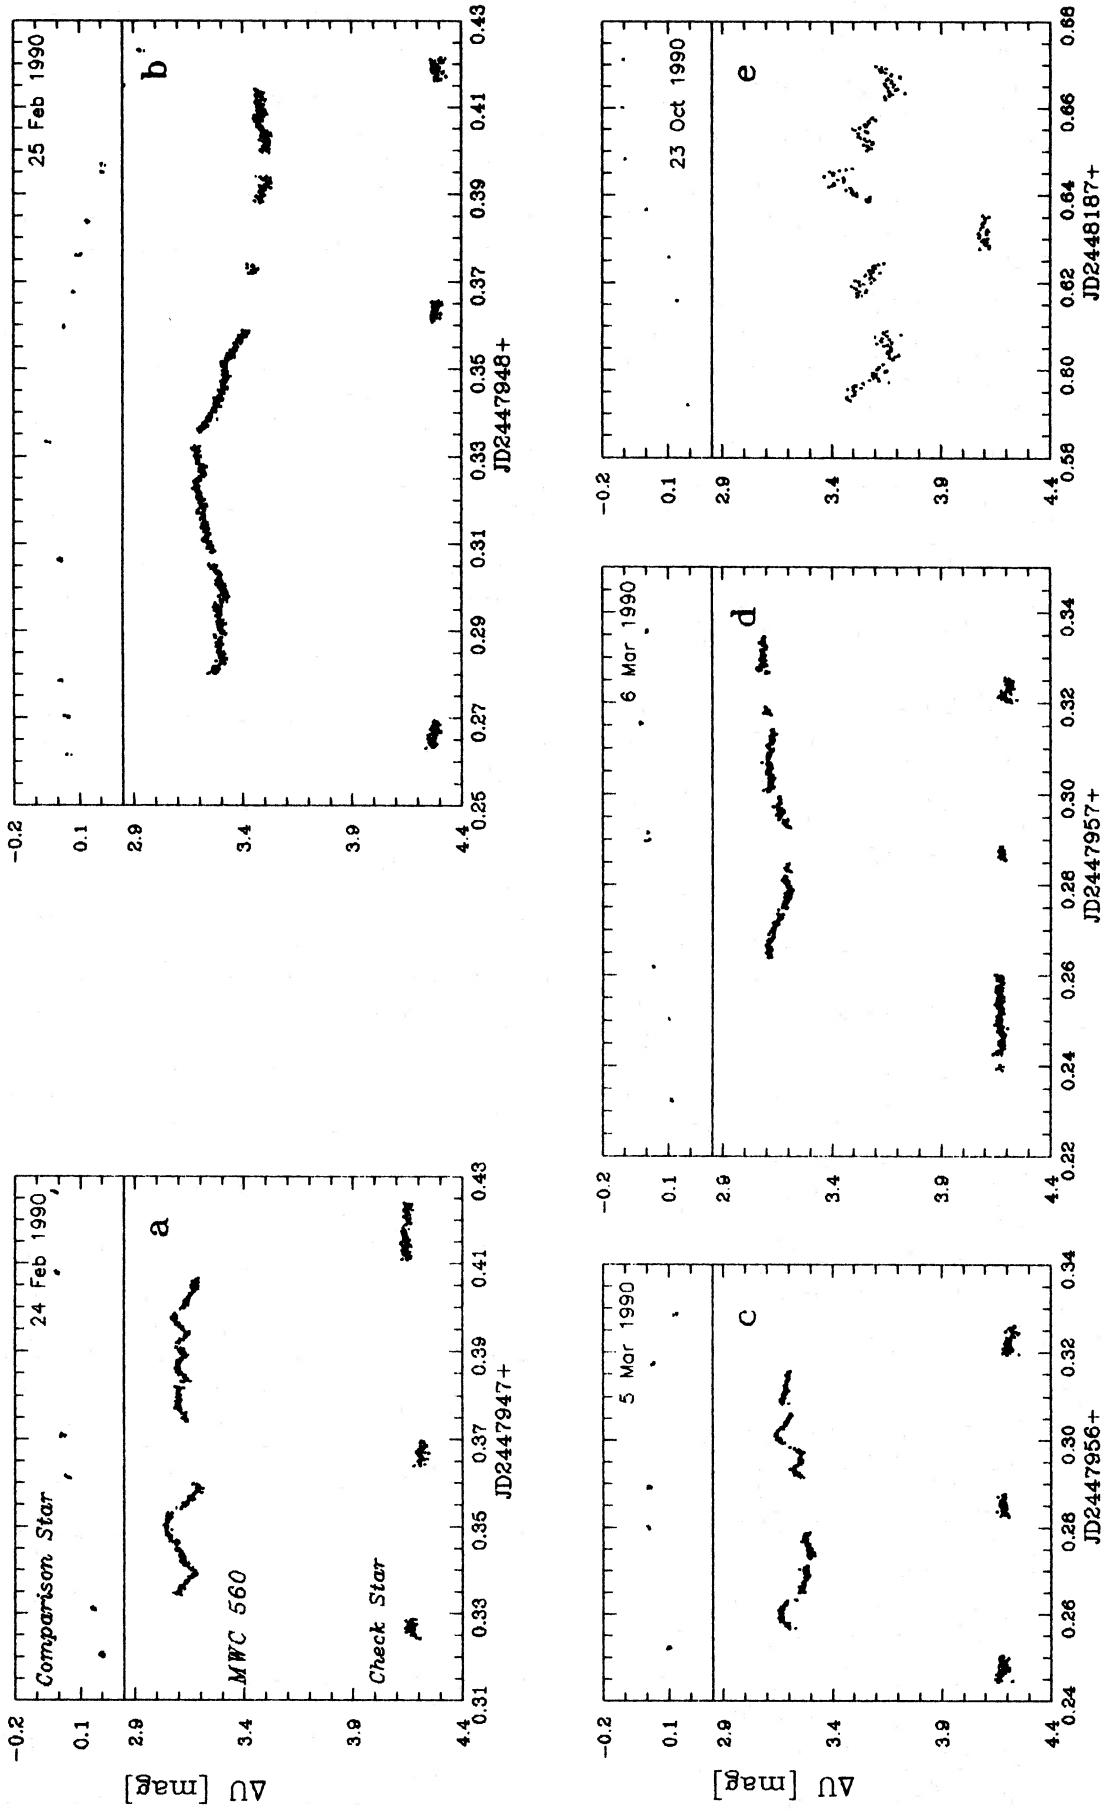 24 Feb 1990
Comparison Star
a
MWC 560
Check Star
ΔU [mag]
-0.2
0.1
2.9
3.4
3.9
4.4
0.31 0.33 0.35 0.37 0.39 0.41 0.43
JD2447947+
25 Feb 1990
b
-0.2
0.1
2.9
3.4
3.9
4.4
0.25 0.27 0.29 0.31 0.33 0.35 0.37 0.39 0.41 0.43
JD2447948+
5 Mar 1990
c
ΔU [mag]
-0.2
0.1
2.9
3.4
3.9
4.4
0.24 0.26 0.28 0.30 0.32 0.34
JD2447956+
6 Mar 1990
d
-0.2
0.1
2.9
3.4
3.9
4.4
0.22 0.24 0.26 0.28 0.30 0.32 0.34
JD2447957+
23 Oct 1990
e
-0.2
0.1
2.9
3.4
3.9
4.4
0.58 0.60 0.62 0.64 0.66 0.68
JD2448187+